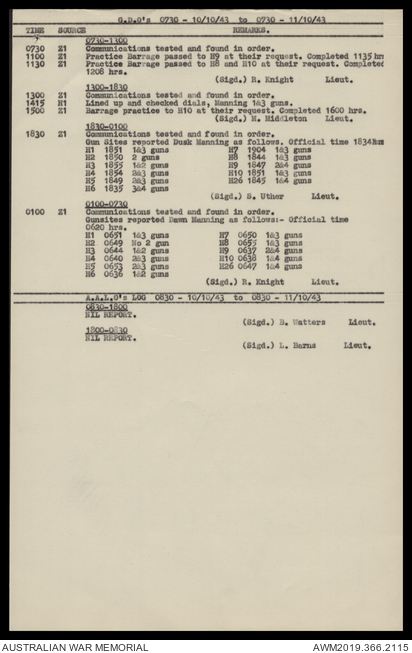 G.D.O's 0730 - 10/10/43 to 0730 - 11/10/43
TIME SOURCE REMARKS.
0730-1300
0730 Z1 Communications tested and found in order.
1100 Z1 Practice Barrage passed to H9 at their request. Completed 1135 hrs
1130 Z1 Practice Barrage passed to H8 and H10 at their request. Completed
1208 hrs.
(Sigd.) R. Knight Lieut.
1300-1830
1300 Z1 Communications tested and found in order.
1415 H1 Lined up and checked dials, Manning 1&3 guns.
1500 Z1 Barrage practice to H10 at their request. Completed 1600 hrs.
(Sigd.) M. Middleton Lieut.
1830-0100
1830 Z1 Communications tested and found in order.
Gun Sites reported Dusk Manning as follows. Official time 1834
H1 1851 1&3 guns H7 1904 1&3 guns
H2 1850 2 guns H8 1844 1&3 guns
H3 1855 1&2 guns H9 1847 2&4 guns
H4 1854 2&3 guns H10 1851 1&3 guns
H5 1849 2&3 guns H26 1845 1&4 guns
H6 1835 3&4 guns
(Sigd.) S. Uther Lieut.
0100-0730
0100 Z1 Communications tested and found in order.
Gunsites reported Dawn Manning as follows:- Official time
0620 hrs.
H1 0651 1&3 guns H7 0650 1&3 guns
H2 0649 No 2 gun H8 0655 1&3 guns
H3 0644 1&2 guns H9 0637 2&4 guns
H4 0640 2&3 guns H10 0638 1&4 guns
H5 0653 2&3 guns H26 0647 1&4 guns
H6 0636 1&2 guns
(Sigd.) R. Knight Lieut.
A.A.L.O's LOG 0830 - 10/10/43 to 0830 - 11/10/43
0830-1800
NIL REPORT.
(Sigd.) B. Watters Lieut.
1800-0830
NIL REPORT.
(Sigd.) L. Barns Lieut.
AUSTRALIAN WAR MEMORIAL AWM2019.366.2115